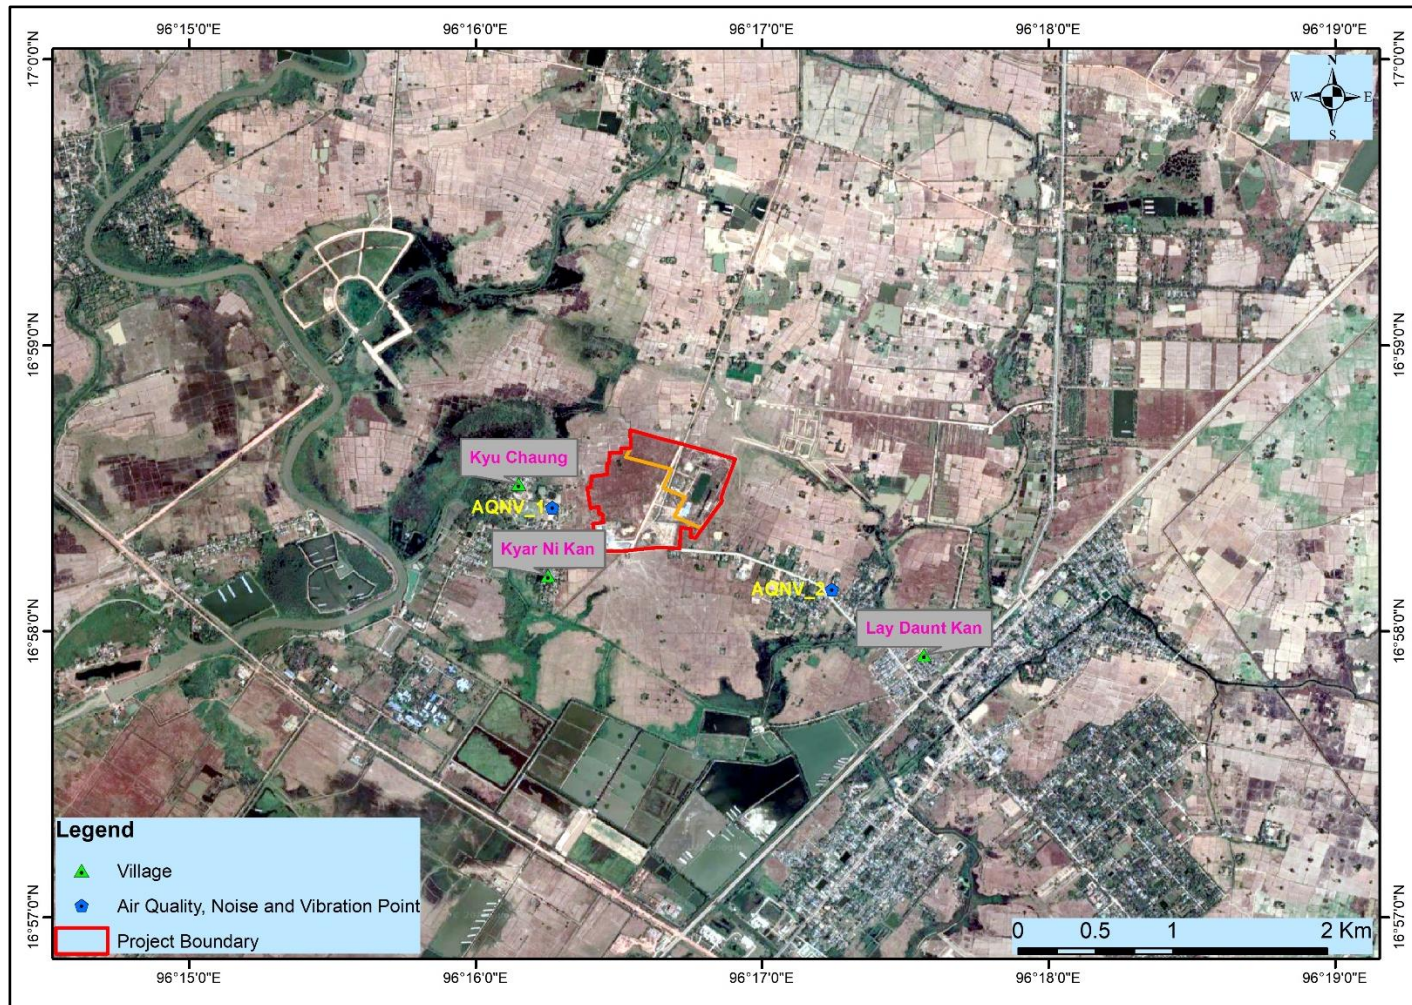 96°15'0"E 96°16'0"E 96°17'0"E 96°18'0"E 96°19'0"E
17°0'0"N 17°0'0"N
N
W E
S
16°59'0"N 16°59'0"N
Kyu Chaung
AQNV_1
Kyar Ni Kan
AQNV_2
Lay Daunt Kan
16°58'0"N 16°58'0"N
Legend
Village
Air Quality, Noise and Vibration Point
Project Boundary
16°57'0"N 16°57'0"N
0 0.5 1 2 Km
96°15'0"E 96°16'0"E 96°17'0"E 96°18'0"E 96°19'0"E